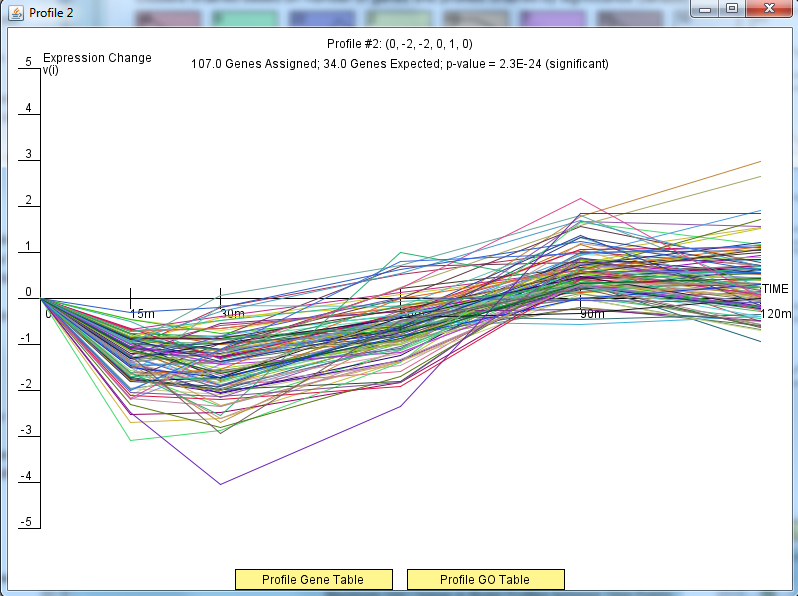 Profile 2
Profile #2: (0, -2, -2, 0, 1, 0)
Expression Change
v(i)
107.0 Genes Assigned; 34.0 Genes Expected; p-value = 2.3E-24 (significant)
5
4
3
2
1
0
-1
-2
-3
-4
-5
TIME
0 15m 30m 90m 120m
Profile Gene Table
Profile GO Table